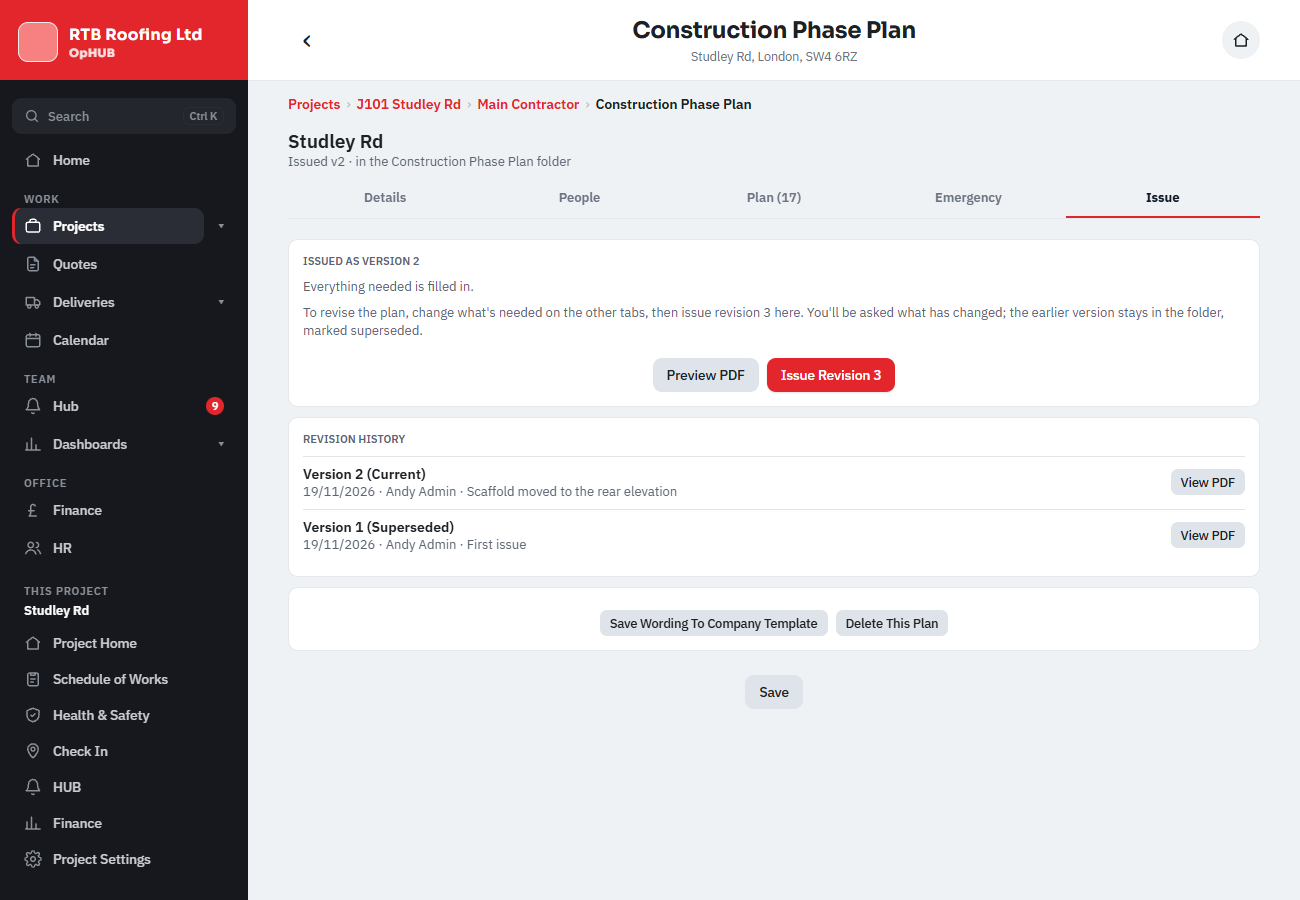 RTB Roofing Ltd
OpHUB
Search
Ctrl K
Home
WORK
Projects
Quotes
Deliveries
Calendar
TEAM
Hub
9
Dashboards
OFFICE
Finance
HR
THIS PROJECT
Studley Rd
Project Home
Schedule of Works
Health & Safety
Check In
HUB
Finance
Project Settings
Construction Phase Plan
Studley Rd, London, SW4 6RZ
Projects › J101 Studley Rd › Main Contractor › Construction Phase Plan
Studley Rd
Issued v2 · in the Construction Phase Plan folder
Details
People
Plan (17)
Emergency
Issue
ISSUED AS VERSION 2
Everything needed is filled in.
To revise the plan, change what's needed on the other tabs, then issue revision 3 here. You'll be asked what has changed; the earlier version stays in the folder,
marked superseded.
Preview PDF
Issue Revision 3
REVISION HISTORY
Version 2 (Current)
19/11/2026 · Andy Admin · Scaffold moved to the rear elevation
View PDF
Version 1 (Superseded)
19/11/2026 · Andy Admin · First issue
View PDF
Save Wording To Company Template
Delete This Plan
Save